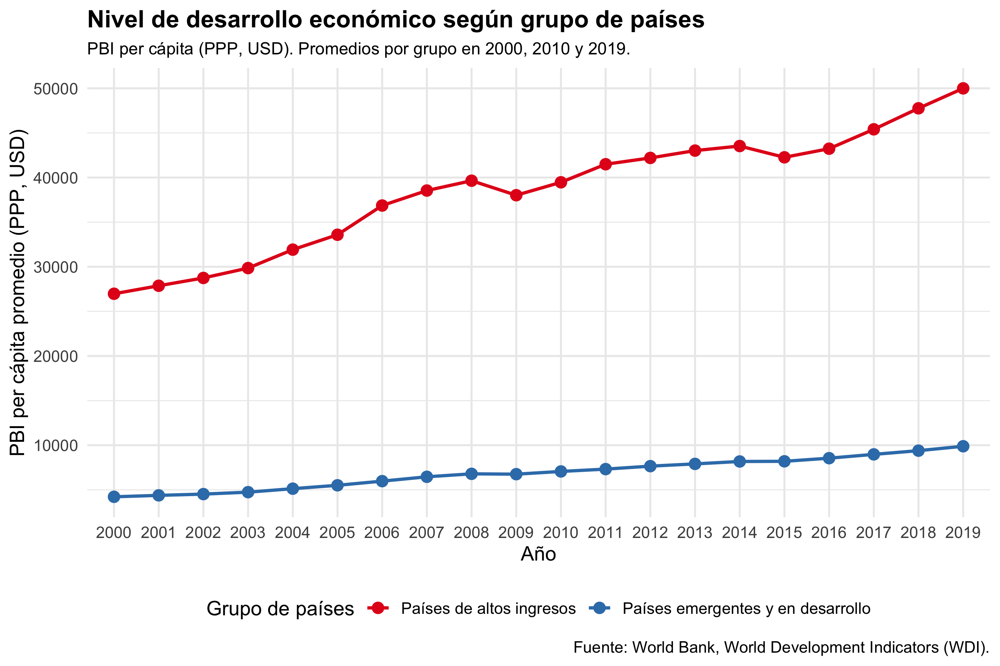 Nivel de desarrollo económico según grupo de países
PBI per cápita (PPP, USD). Promedios por grupo en 2000, 2010 y 2019.
PBI per cápita promedio (PPP, USD)
50000
40000
30000
20000
10000
2000 2001 2002 2003 2004 2005 2006 2007 2008 2009 2010 2011 2012 2013 2014 2015 2016 2017 2018 2019
Año
Grupo de países Países de altos ingresos Países emergentes y en desarrollo
Fuente: World Bank, World Development Indicators (WDI).